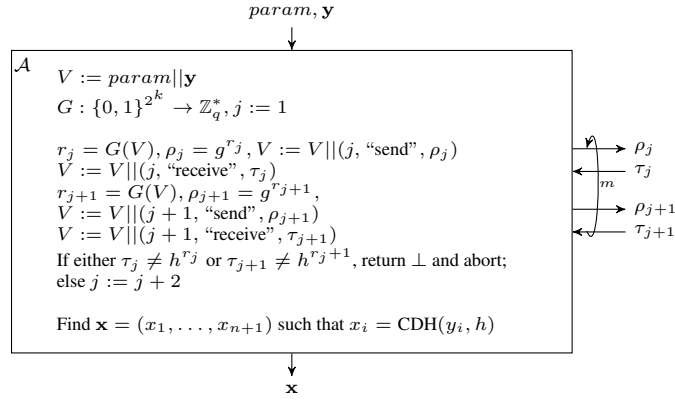 param, y
𝒜
V := param||y
G : {0, 1}^{2^k} → ℤ_q^*, j := 1
r_j = G(V), ρ_j = g^{r_j}, V := V||(j, “send”, ρ_j)
V := V||(j, “receive”, τ_j)
r_{j+1} = G(V), ρ_{j+1} = g^{r_{j+1}},
V := V||(j + 1, “send”, ρ_{j+1})
V := V||(j + 1, “receive”, τ_{j+1})
If either τ_j ≠ h^{r_j} or τ_{j+1} ≠ h^{r_{j+1}}, return ⊥ and abort;
else j := j + 2
Find x = (x_1, . . . , x_{n+1}) such that x_i = CDH(y_i, h)
ρ_j
τ_j
m
ρ_{j+1}
τ_{j+1}
x